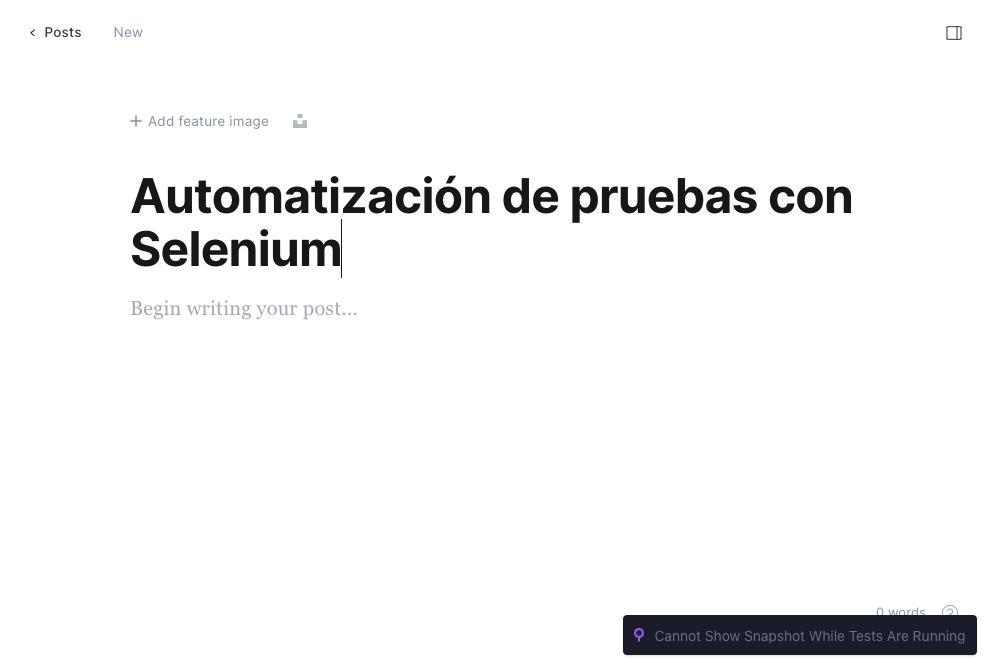 Posts New
Add feature image
Automatización de pruebas con
Selenium
Begin writing your post...
0 words
Cannot Show Snapshot While Tests Are Running